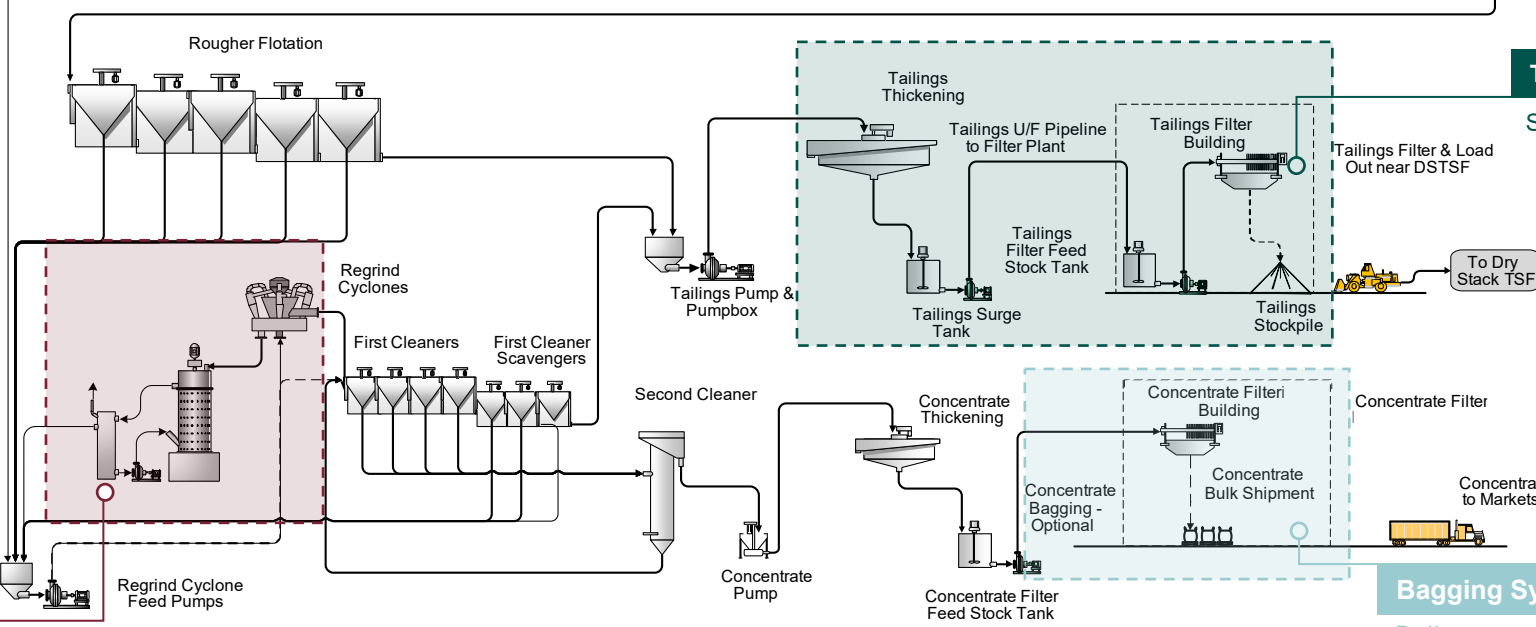 Rougher Flotation
Tailings
Thickening
Tailings U/F Pipeline
to Filter Plant
Tailings Filter
Building
Tailings Filter & Load
Out near DSTSF
Tailings
Filter Feed
Stock Tank
Regrind
Cyclones
Tailings Pump &
Pumpbox
Tailings Surge
Tank
Tailings
Stockpile
To Dry
Stack TSF
First Cleaners
First Cleaner
Scavengers
Second Cleaner
Concentrate
Thickening
Concentrate Filteri
Building
Concentrate Filter
Concentrate
Bulk Shipment
Concentrate
Bagging -
Optional
Concentra
to Markets
Regrind Cyclone
Feed Pumps
Concentrate
Pump
Concentrate Filter
Feed Stock Tank
Bagging Sy